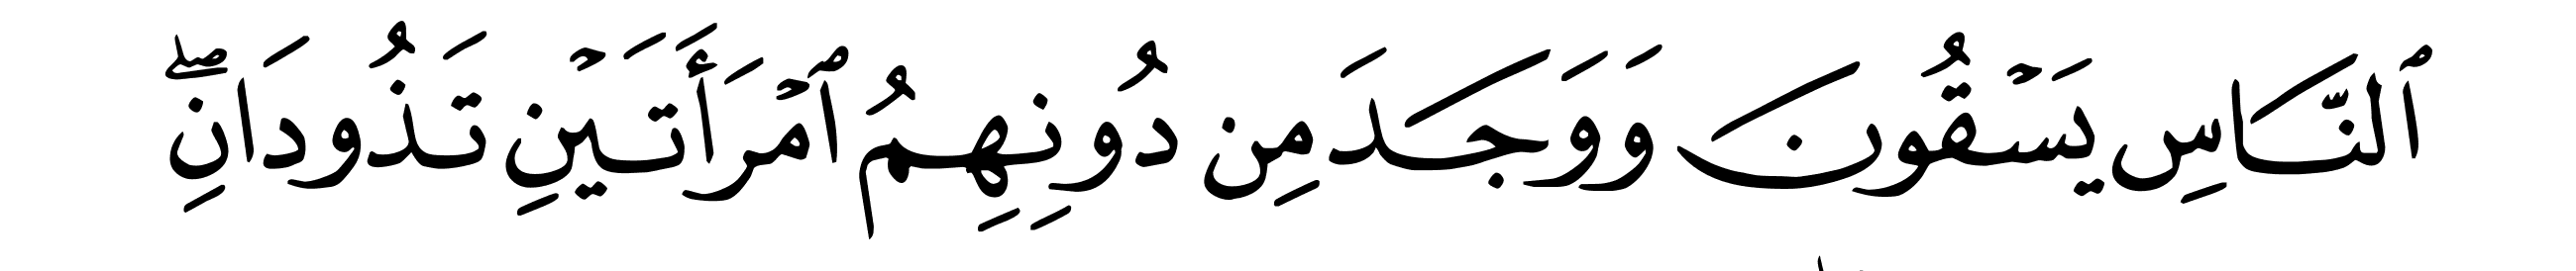 ٱلنَّاسِ يَسْقُونَ وَوَجَدَ مِن دُونِهِمُ ٱمْرَأَتَيْنِ تَذُودَانِۖ